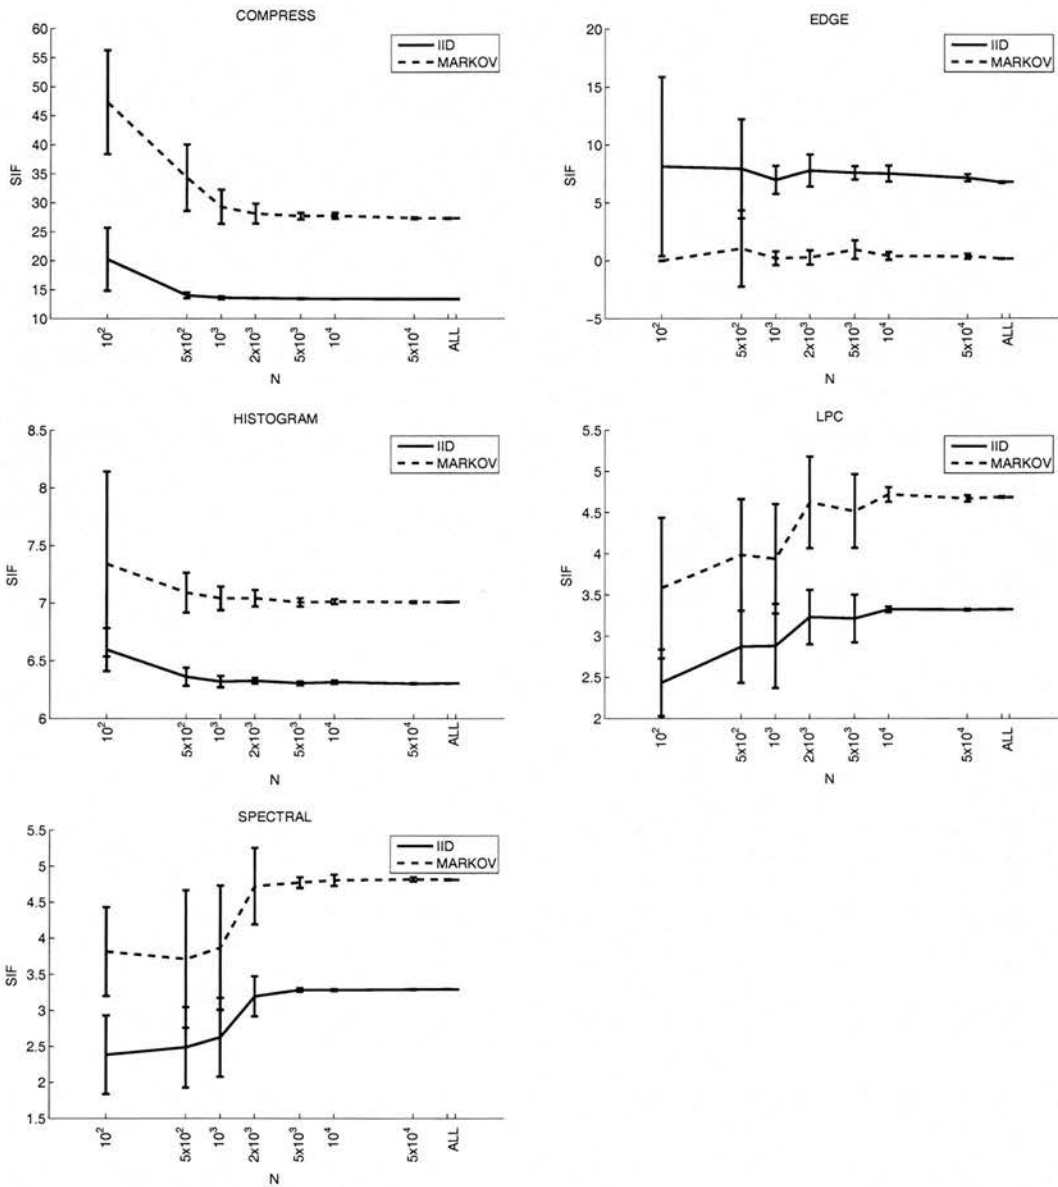 COMPRESS
60
55
50
45
40
35
30
25
20
15
10
SIF
IID
MARKOV
10²
5x10²
10³
2x10³
5x10³
10⁴
5x10⁴
ALL
N
EDGE
20
15
10
5
0
−5
SIF
IID
MARKOV
10²
5x10²
10³
2x10³
5x10³
10⁴
5x10⁴
ALL
N
HISTOGRAM
8.5
8
7.5
7
6.5
6
SIF
IID
MARKOV
10²
5x10²
10³
2x10³
5x10³
10⁴
5x10⁴
ALL
N
LPC
5.5
5
4.5
4
3.5
3
2.5
2
SIF
IID
MARKOV
10²
5x10²
10³
2x10³
5x10³
10⁴
5x10⁴
ALL
N
SPECTRAL
5.5
5
4.5
4
3.5
3
2.5
2
1.5
SIF
IID
MARKOV
10²
5x10²
10³
2x10³
5x10³
10⁴
5x10⁴
ALL
N